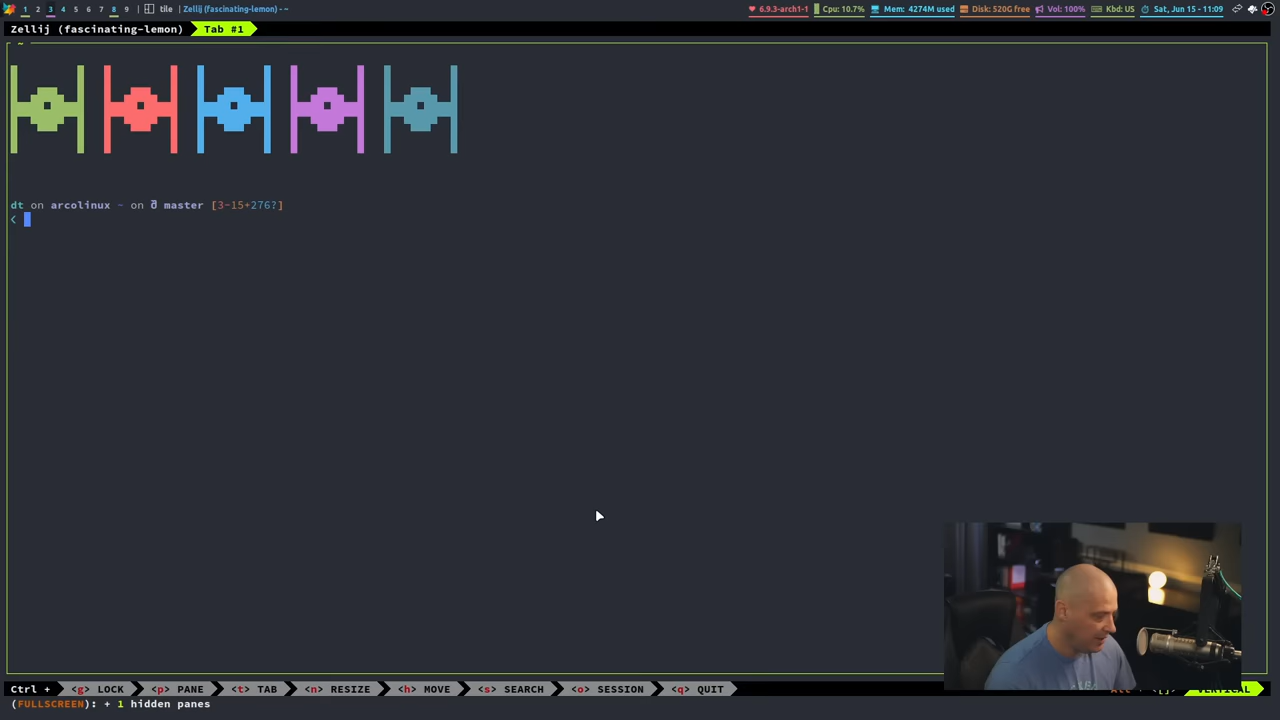 1 2 3 4 5 6 7 8 9 | tile | Zellij (fascinating-lemon) - ~
6.9.3-arch1-1 Cpu: 10.7% Mem: 4274M used Disk: 520G free Vol: 100% Kbd: US Sat, Jun 15 - 11:09
Zellij (fascinating-lemon) Tab #1
~
dt on arcolinux ~ on master [3-15+276?]
Ctrl + <g> LOCK <p> PANE <t> TAB <n> RESIZE <h> MOVE <s> SEARCH <o> SESSION <q> QUIT
(FULLSCREEN): + 1 hidden panes